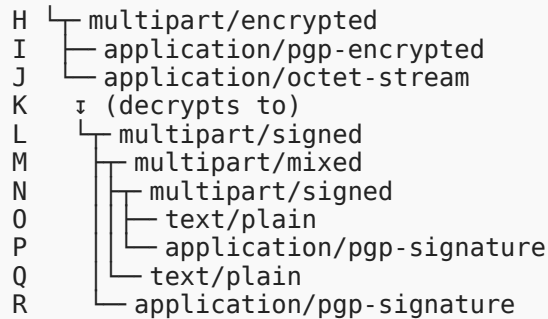 H └┬╴multipart/encrypted
I  ├─╴application/pgp-encrypted
J  └─╴application/octet-stream
K   ↧ (decrypts to)
L   └┬╴multipart/signed
M    ├┬╴multipart/mixed
N    │├┬╴multipart/signed
O    ││├─╴text/plain
P    ││└─╴application/pgp-signature
Q    │└─╴text/plain
R    └─╴application/pgp-signature